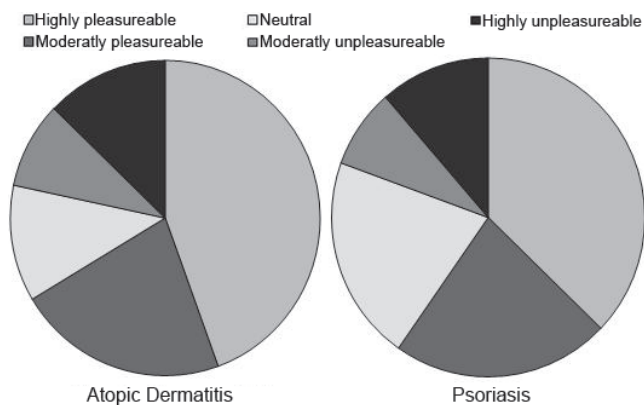 Highly pleasureable Neutral Highly unpleasureable
Moderatly pleasureable Moderatly unpleasureable
Atopic Dermatitis Psoriasis